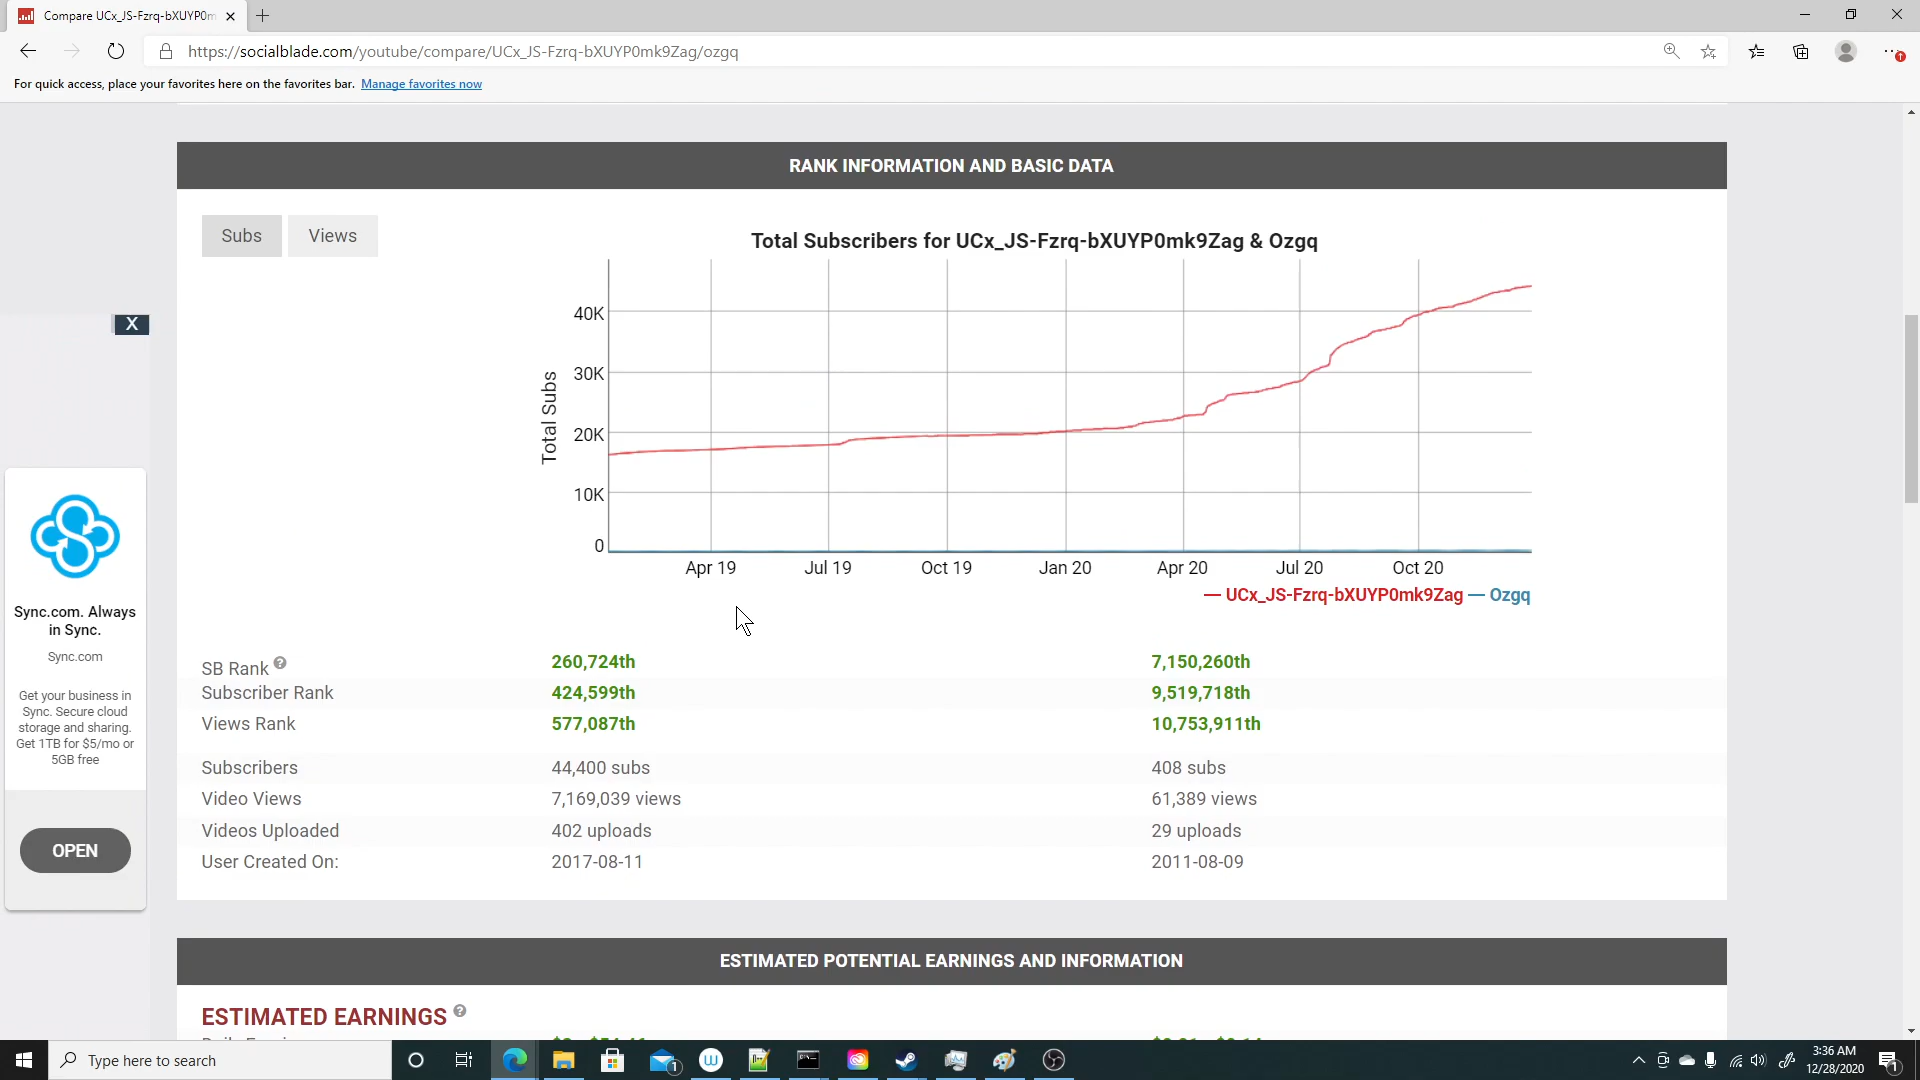 Compare UCx_JS-Fzrq-bXUYP0m
https://socialblade.com/youtube/compare/UCx_JS-Fzrq-bXUYP0mk9Zag/ozgq
For quick access, place your favorites here on the favorites bar. Manage favorites now
RANK INFORMATION AND BASIC DATA
Subs Views
Total Subscribers for UCx_JS-Fzrq-bXUYP0mk9Zag & Ozgq
Total Subs
40K
30K
20K
10K
0
Apr 19 Jul 19 Oct 19 Jan 20 Apr 20 Jul 20 Oct 20
UCx_JS-Fzrq-bXUYP0mk9Zag Ozgq
SB Rank 260,724th 7,150,260th
Subscriber Rank 424,599th 9,519,718th
Views Rank 577,087th 10,753,911th
Subscribers 44,400 subs 408 subs
Video Views 7,169,039 views 61,389 views
Videos Uploaded 402 uploads 29 uploads
User Created On: 2017-08-11 2011-08-09
ESTIMATED POTENTIAL EARNINGS AND INFORMATION
ESTIMATED EARNINGS
X
Sync.com. Always
in Sync.
Sync.com
Get your business in
Sync. Secure cloud
storage and sharing.
Get 1TB for $5/mo or
5GB free
OPEN
Type here to search
1
3:36 AM
12/28/2020
1